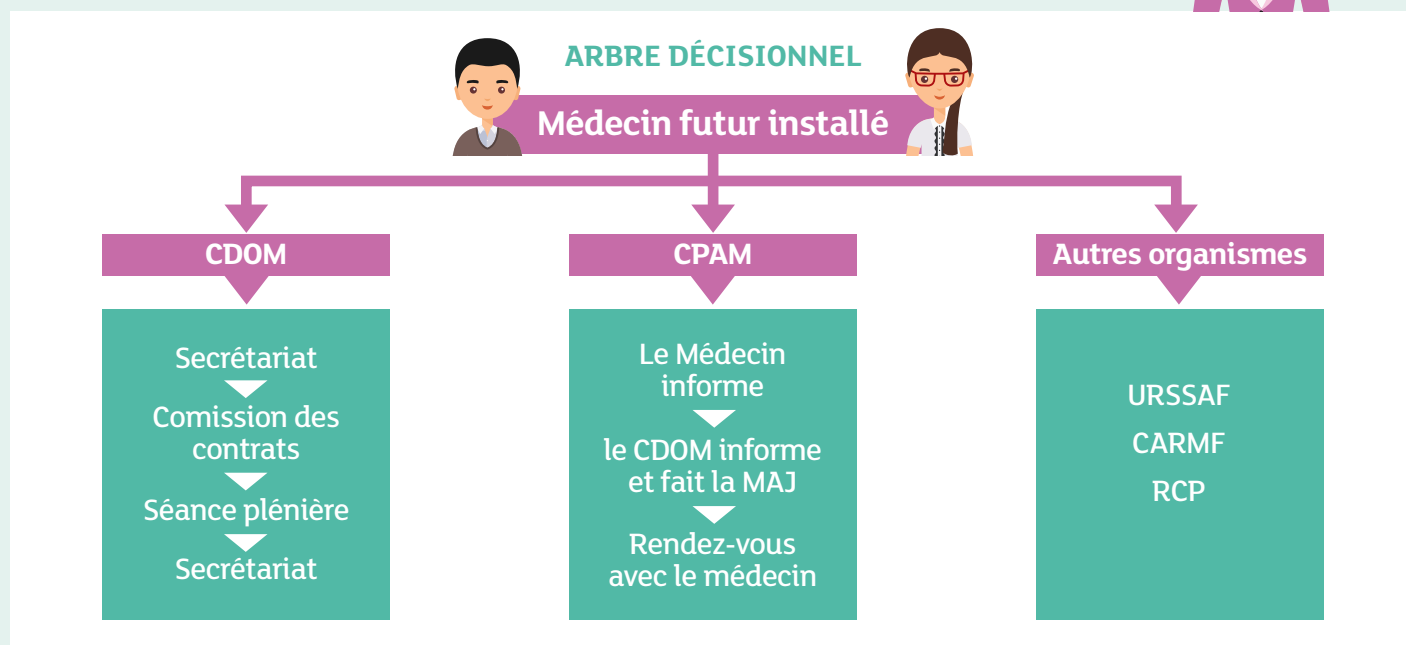 ARBRE DÉCISIONNEL
Médecin futur installé
CDOM
Secrétariat
Comission des
contrats
Séance plénière
Secrétariat
CPAM
Le Médecin
informe
le CDOM informe
et fait la MAJ
Rendez-vous
avec le médecin
Autres organismes
URSSAF
CARMF
RCP